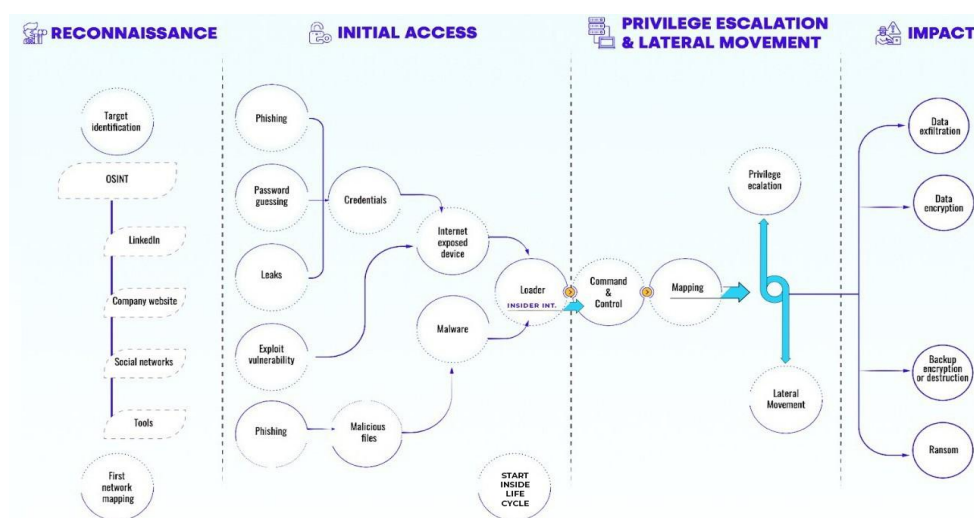 RECONNAISSANCE
INITIAL ACCESS
PRIVILEGE ESCALATION
& LATERAL MOVEMENT
IMPACT
Target
identification
OSINT
LinkedIn
Company website
Social networks
Tools
First
network
mapping
Phishing
Password
guessing
Leaks
Credentials
Exploit
vulnerability
Phishing
Malicious
files
Internet
exposed
device
Malware
Loader
INSIDER INT.
START
INSIDE
LIFE
CYCLE
Command
&
Control
Mapping
Privilege
ecalation
Lateral
Movement
Data
exfiltration
Data
encryption
Backup
encryption
or destruction
Ransom